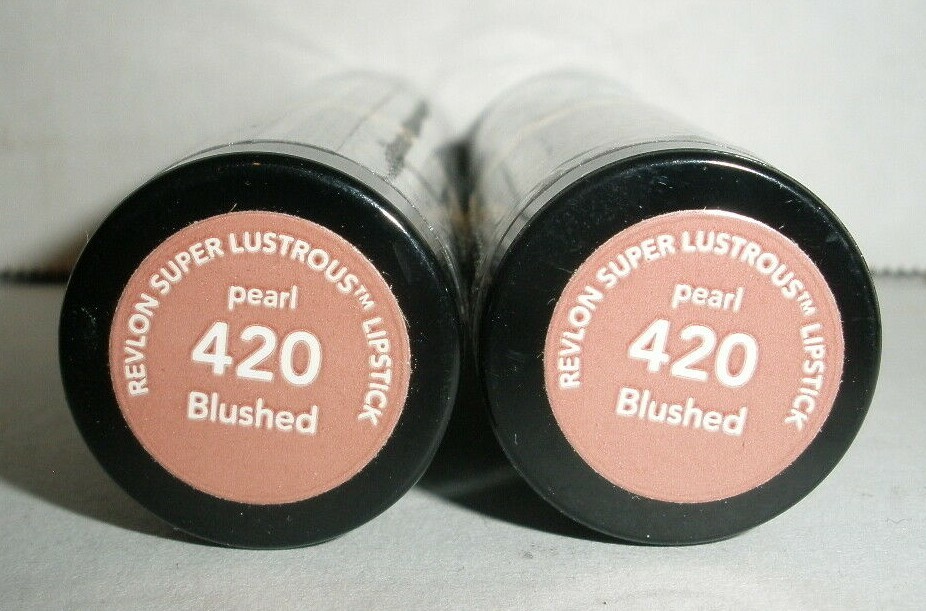 REVLON SUPER LUSTROUS™ LIPSTICK
pearl
420
Blushed
REVLON SUPER LUSTROUS™ LIPSTICK
pearl
420
Blushed